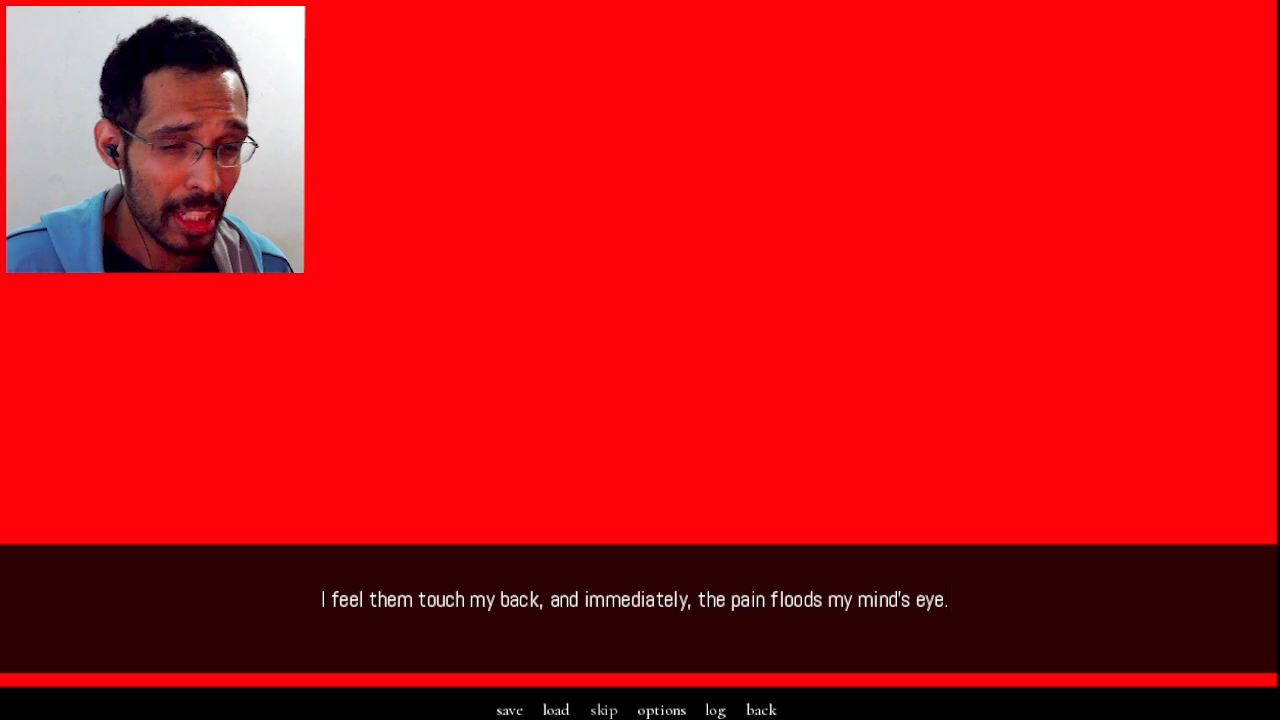 I feel them touch my back, and immediately, the pain floods my mind's eye.
save load skip options log back